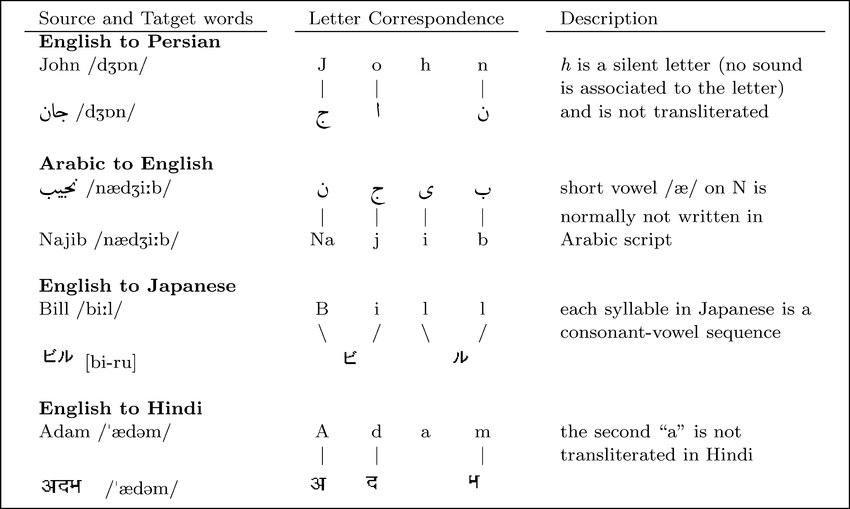 Source and Tatget words Letter Correspondence Description
English to Persian
John /dʒɒn/ J o h n h is a silent letter (no sound
| | | is associated to the letter)
جان /dʒɒn/ ج ا ن and is not transliterated
Arabic to English
نجيب /nædʒiːb/ ن ج ی ب short vowel /æ/ on N is
| | | | normally not written in
Najib /nædʒiːb/ Na j i b Arabic script
English to Japanese
Bill /biːl/ B i l l each syllable in Japanese is a
\ / \ / consonant-vowel sequence
ビル [bi-ru] ビ ル
English to Hindi
Adam /ˈædəm/ A d a m the second “a” is not
| | | transliterated in Hindi
अदम /ˈædəm/ अ द म